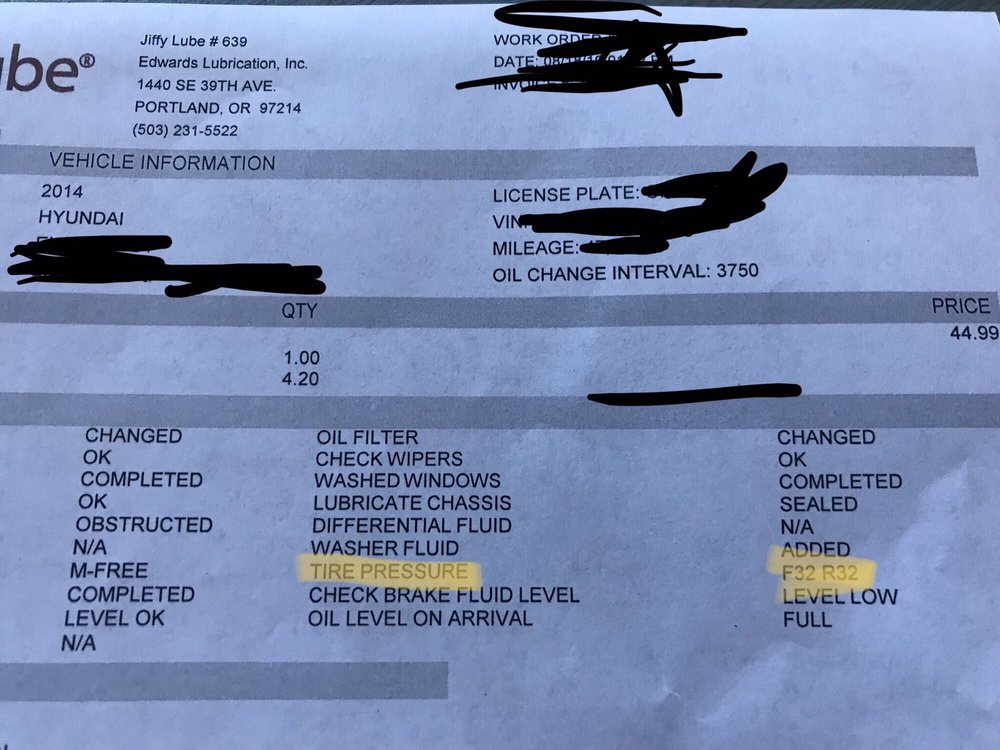 ube®
Jiffy Lube # 639
Edwards Lubrication, Inc.
1440 SE 39TH AVE.
PORTLAND, OR 97214
(503) 231-5522
WORK ORDER
DATE:
INVOICE
VEHICLE INFORMATION
2014
HYUNDAI
LICENSE PLATE:
VIN
MILEAGE:
OIL CHANGE INTERVAL: 3750
QTY PRICE
44.99
1.00
4.20
CHANGED OIL FILTER CHANGED
OK CHECK WIPERS OK
COMPLETED WASHED WINDOWS COMPLETED
OK LUBRICATE CHASSIS SEALED
OBSTRUCTED DIFFERENTIAL FLUID N/A
N/A WASHER FLUID ADDED
M-FREE TIRE PRESSURE F32 R32
COMPLETED CHECK BRAKE FLUID LEVEL LEVEL LOW
LEVEL OK OIL LEVEL ON ARRIVAL FULL
N/A